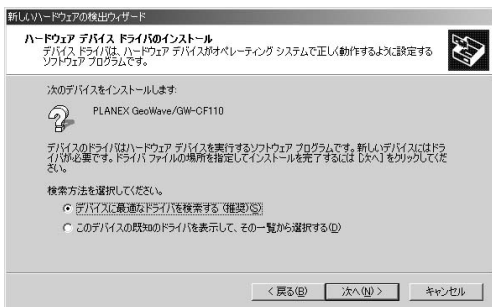 新しいハードウェアの検出ウィザード
ハードウェア デバイス ドライバのインストール
デバイス ドライバは、ハードウェア デバイスがオペレーティング システムで正しく動作するように設定する
ソフトウェア プログラムです。
次のデバイスをインストールします:
PLANEX GeoWave/GW-CF110
デバイスのドライバはハードウェア デバイスを実行するソフトウェア プログラムです。新しいデバイスにはドラ
イバが必要です。ドライバ ファイルの場所を指定してインストールを完了するには [次へ] をクリックしてくだ
さい。
検索方法を選択してください。
デバイスに最適なドライバを検索する (推奨)(S)
このデバイスの既知のドライバを表示して、その一覧から選択する(D)
< 戻る(B)
次へ(N) >
キャンセル